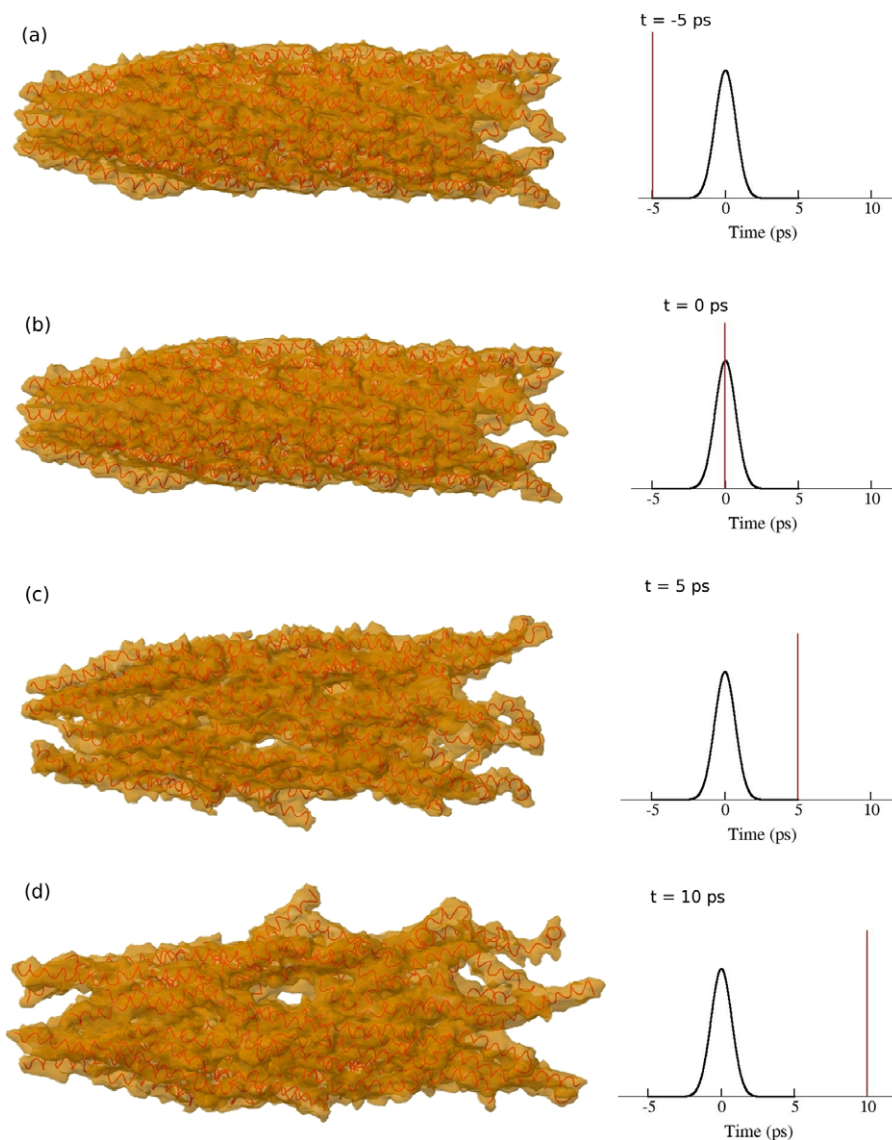 (a)
t = -5 ps
-5 0 5 10
Time (ps)
(b)
t = 0 ps
-5 0 5 10
Time (ps)
(c)
t = 5 ps
-5 0 5 10
Time (ps)
(d)
t = 10 ps
-5 0 5 10
Time (ps)